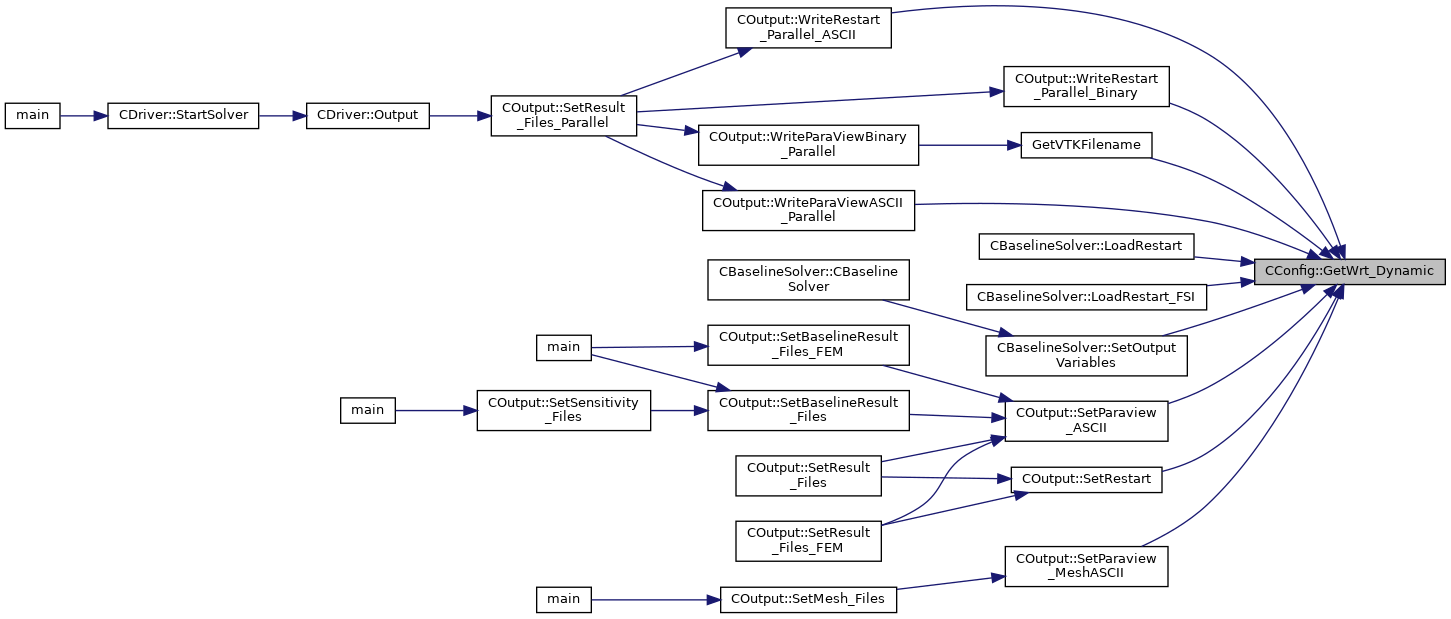 COutput::WriteRestart
_Parallel_ASCII
COutput::WriteRestart
_Parallel_Binary
main
CDriver::StartSolver
CDriver::Output
COutput::SetResult
_Files_Parallel
COutput::WriteParaViewBinary
_Parallel
GetVTKFilename
COutput::WriteParaViewASCII
_Parallel
CBaselineSolver::LoadRestart
CConfig::GetWrt_Dynamic
CBaselineSolver::CBaseline
Solver
CBaselineSolver::LoadRestart_FSI
COutput::SetBaselineResult
_Files_FEM
main
CBaselineSolver::SetOutput
Variables
main
COutput::SetSensitivity
_Files
COutput::SetBaselineResult
_Files
COutput::SetParaview
_ASCII
COutput::SetResult
_Files
COutput::SetRestart
COutput::SetResult
_Files_FEM
COutput::SetParaview
_MeshASCII
main
COutput::SetMesh_Files